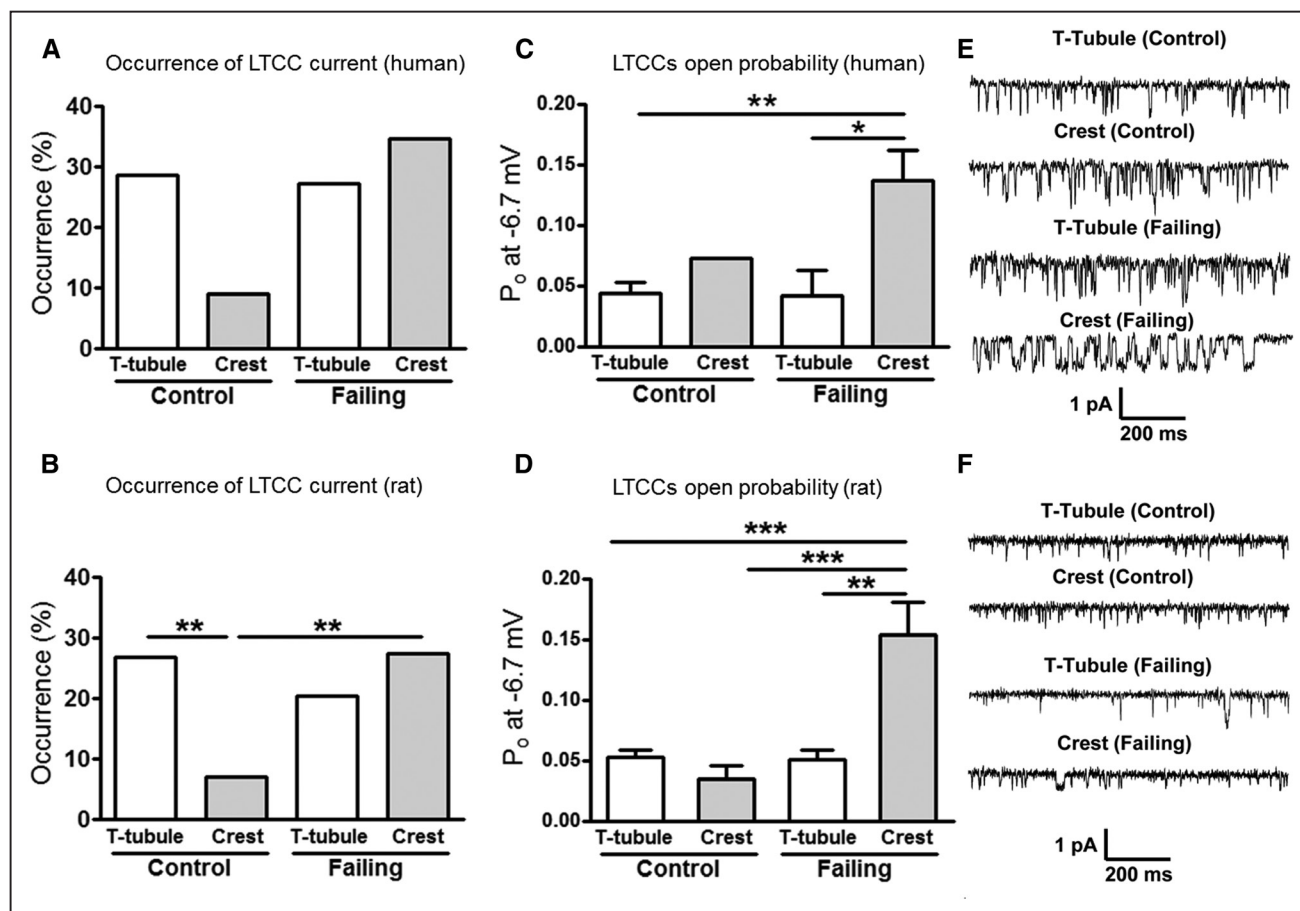 A
Occurrence of LTCC current (human)
Occurrence (%)
40
30
20
10
0
T-tubule Crest T-tubule Crest
Control Failing
C
LTCCs open probability (human)
Po at -6.7 mV
0.20
0.15
0.10
0.05
0.00
**
*
T-tubule Crest T-tubule Crest
Control Failing
E
T-Tubule (Control)
Crest (Control)
T-Tubule (Failing)
Crest (Failing)
1 pA
200 ms
B
Occurrence of LTCC current (rat)
Occurrence (%)
40
30
20
10
0
** **
T-tubule Crest T-tubule Crest
Control Failing
D
LTCCs open probability (rat)
Po at -6.7 mV
0.20
0.15
0.10
0.05
0.00
***
***
**
T-tubule Crest T-tubule Crest
Control Failing
F
T-Tubule (Control)
Crest (Control)
T-Tubule (Failing)
Crest (Failing)
1 pA
200 ms